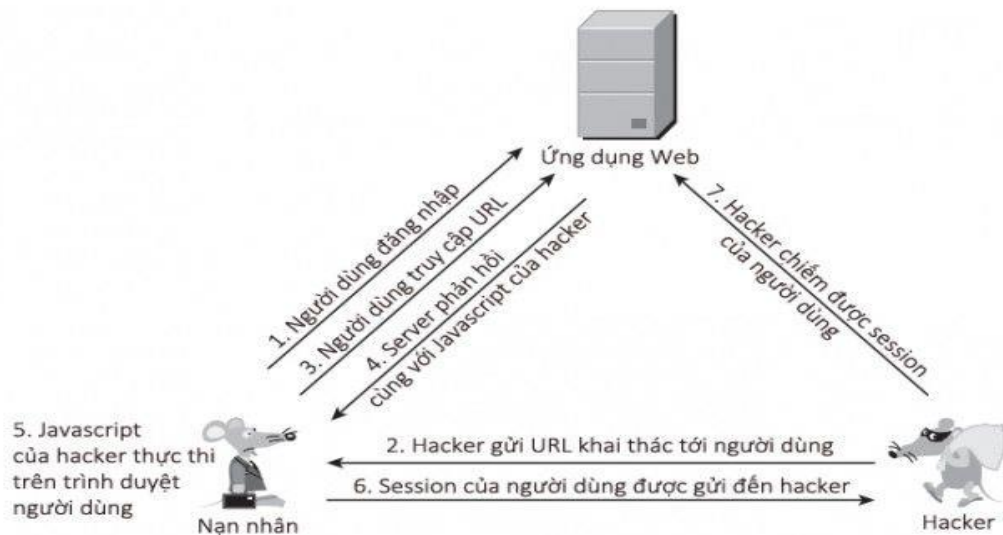 Ứng dụng Web
1. Người dùng đăng nhập
3. Người dùng truy cập URL
4. Server phản hồi
cùng với Javascript của hacker
7. Hacker chiếm được session
của người dùng
5. Javascript
của hacker thực thi
trên trình duyệt
người dùng
2. Hacker gửi URL khai thác tới người dùng
6. Session của người dùng được gửi đến hacker
Nạn nhân
Hacker